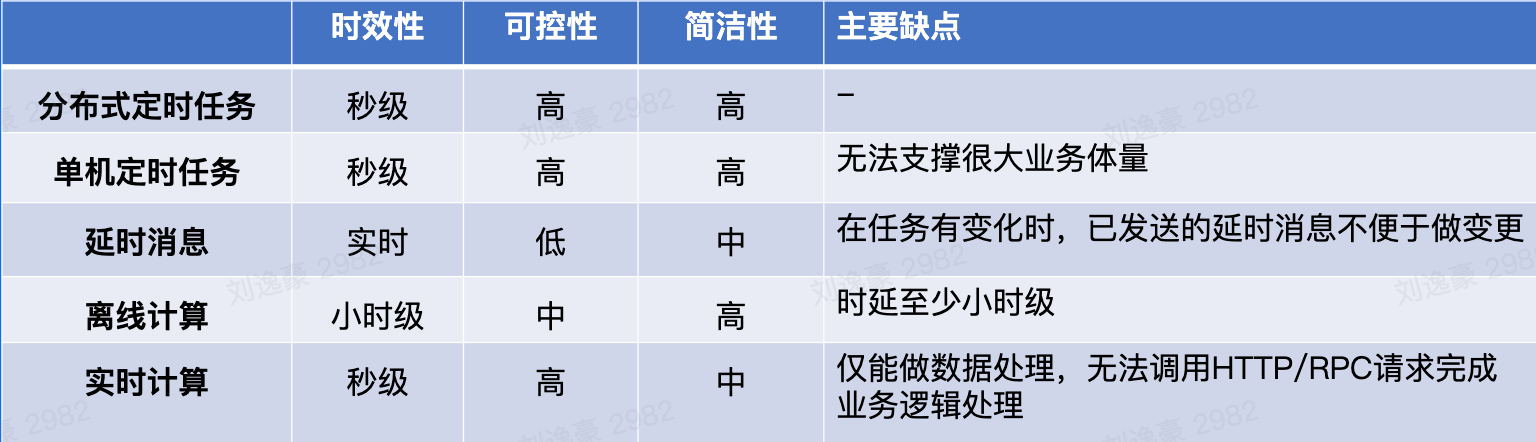 时效性 可控性 简洁性 主要缺点
分布式定时任务 秒级 高 高 –
单机定时任务 秒级 高 高 无法支撑很大业务体量
延时消息 实时 低 中 在任务有变化时，已发送的延时消息不便于做变更
离线计算 小时级 中 高 时延至少小时级
实时计算 秒级 高 中 仅能做数据处理，无法调用HTTP/RPC请求完成
业务逻辑处理
刘逸豪 2982